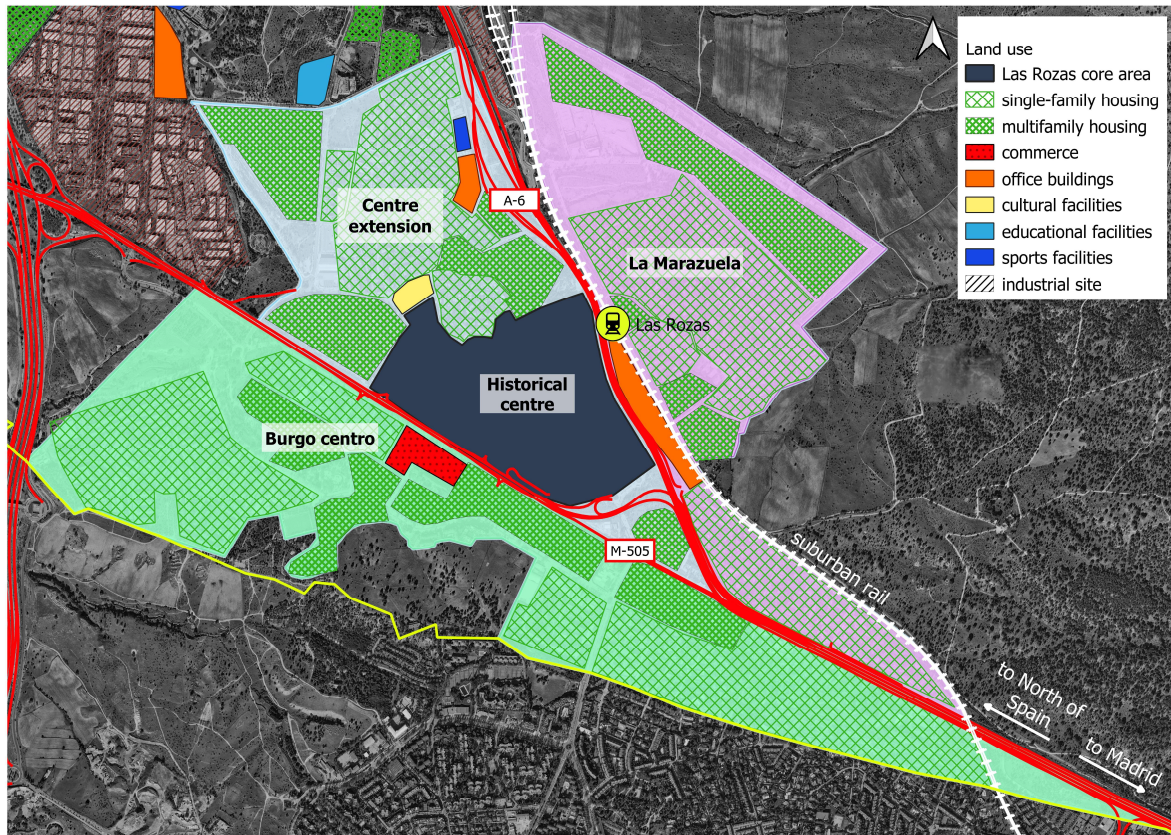 Land use
Las Rozas core area
single-family housing
multifamily housing
commerce
office buildings
cultural facilities
educational facilities
sports facilities
industrial site
A-6
Centre
extension
La Marazuela
Las Rozas
Historical
centre
Burgo centro
M-505
suburban rail
to North of
Spain
to Madrid